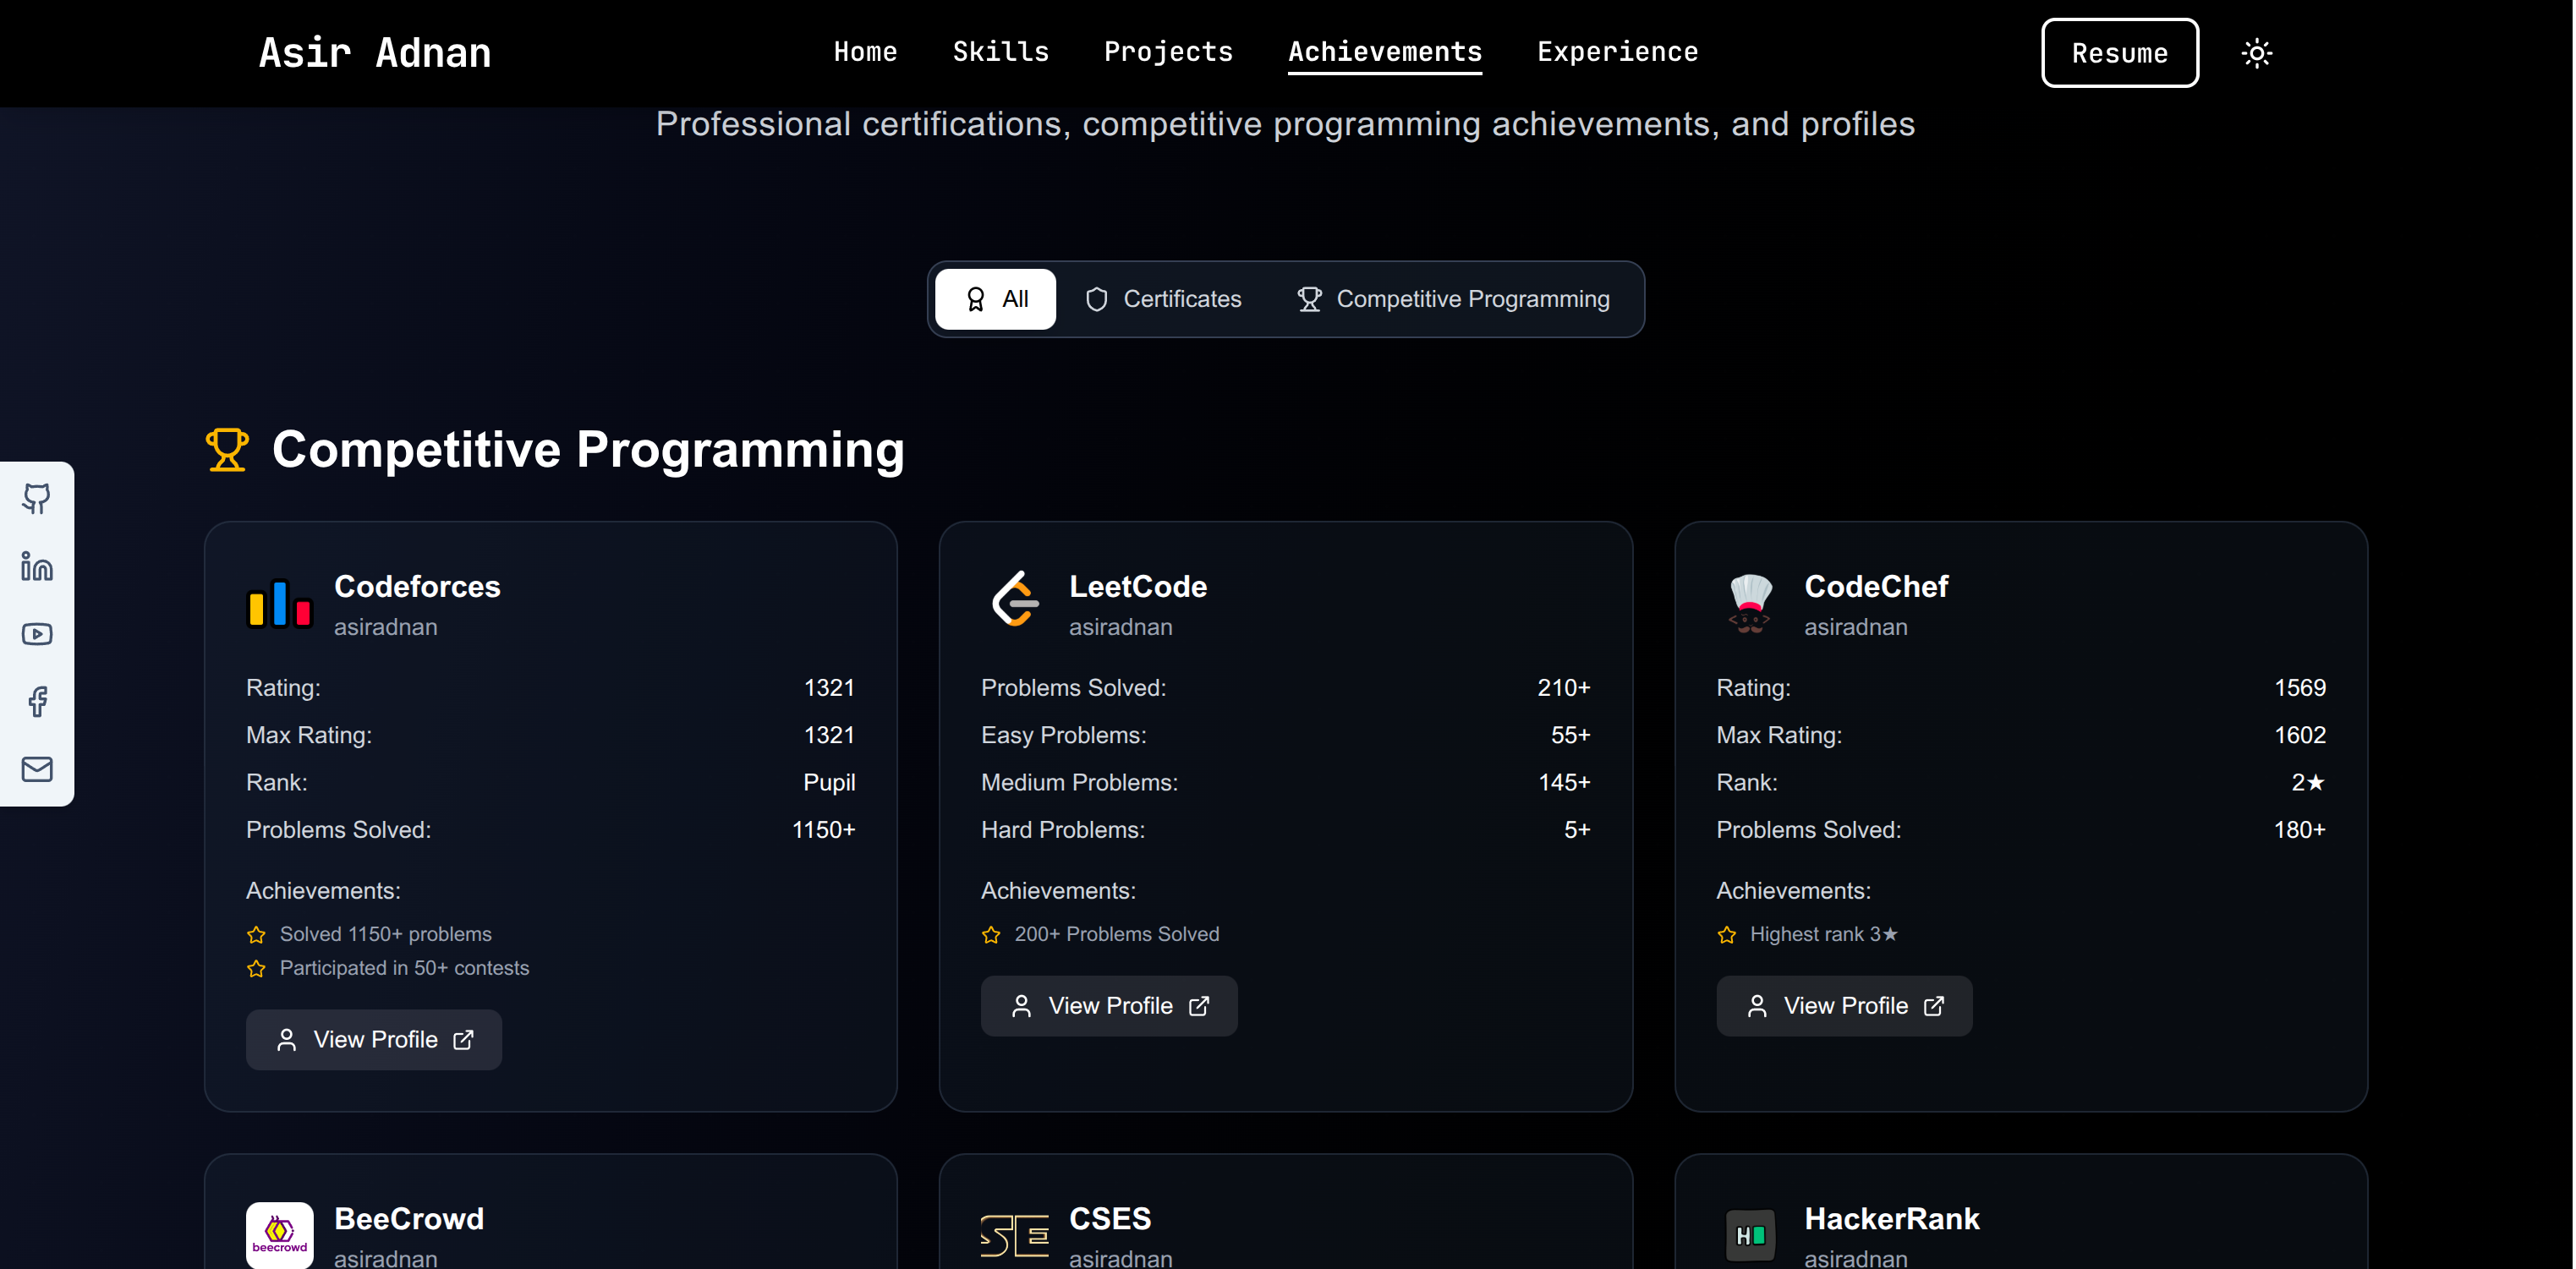 Asir Adnan
Home Skills Projects Achievements Experience
Resume
Professional certifications, competitive programming achievements, and profiles
All Certificates Competitive Programming
Competitive Programming
Codeforces
asiradnan
Rating: 1321
Max Rating: 1321
Rank: Pupil
Problems Solved: 1150+
Achievements:
Solved 1150+ problems
Participated in 50+ contests
View Profile
LeetCode
asiradnan
Problems Solved: 210+
Easy Problems: 55+
Medium Problems: 145+
Hard Problems: 5+
Achievements:
200+ Problems Solved
View Profile
CodeChef
asiradnan
Rating: 1569
Max Rating: 1602
Rank: 2★
Problems Solved: 180+
Achievements:
Highest rank 3★
View Profile
beecrowd
BeeCrowd
asiradnan
SE
CSES
asiradnan
H
HackerRank
asiradnan